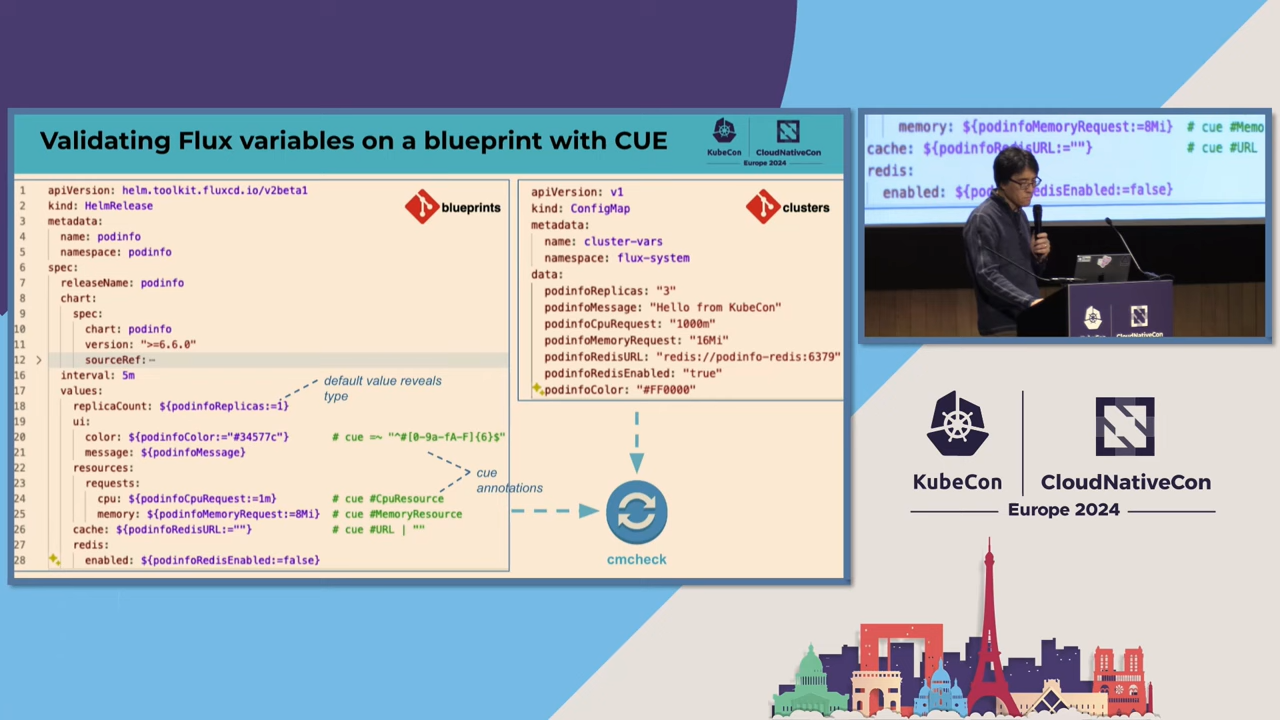 Validating Flux variables on a blueprint with CUE
KubeCon
CloudNativeCon
Europe 2024
1 apiVersion: helm.toolkit.fluxcd.io/v2beta1
2 kind: HelmRelease
3 metadata:
4 name: podinfo
5 namespace: podinfo
6 spec:
7 releaseName: podinfo
8 chart:
9 spec:
10 chart: podinfo
11 version: ">=6.6.0"
12 sourceRef:
16 interval: 5m
17 values:
18 replicaCount: ${podinfoReplicas:=1}
19 ui:
20 color: ${podinfoColor:="#34577c"} # cue =~ "^#[0-9a-fA-F]{6}$"
21 message: ${podinfoMessage}
22 resources:
23 requests:
24 cpu: ${podinfoCpuRequest:=1m} # cue #CpuResource
25 memory: ${podinfoMemoryRequest:=8Mi} # cue #MemoryResource
26 cache: ${podinfoRedisURL:=""} # cue #URL | ""
27 redis:
28 enabled: ${podinfoRedisEnabled:=false}
blueprints
default value reveals
type
cue
annotations
apiVersion: v1
kind: ConfigMap
metadata:
name: cluster-vars
namespace: flux-system
data:
podinfoReplicas: "3"
podinfoMessage: "Hello from KubeCon"
podinfoCpuRequest: "1000m"
podinfoMemoryRequest: "16Mi"
podinfoRedisURL: "redis://podinfo-redis:6379"
podinfoRedisEnabled: "true"
podinfoColor: "#FF0000"
clusters
cmcheck
memory: ${podinfoMemoryRequest:=8Mi} # cue #Memo
cache: ${podinfoRedisURL:=""} # cue #URL
redis:
enabled: ${podinfoRedisEnabled:=false}
KubeCon
CloudNativeCon
KubeCon
CloudNativeCon
Europe 2024